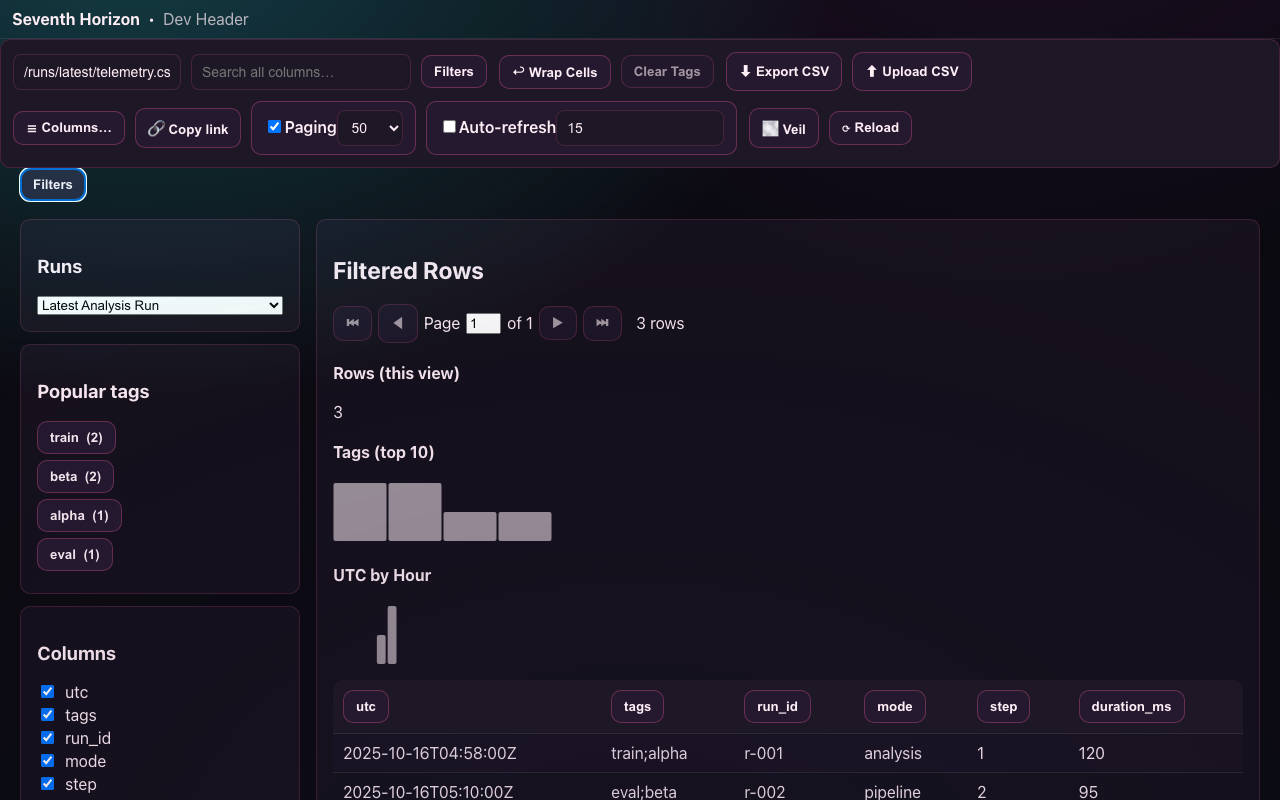 Seventh Horizon • Dev Header
/runs/latest/telemetry.cs Search all columns… Filters ↩ Wrap Cells Clear Tags ⬇ Export CSV ⬆ Upload CSV
≡ Columns… 🔗 Copy link Paging 50 Auto-refresh 15 Veil ⟳ Reload
Filters
Runs
Latest Analysis Run
Popular tags
train (2)
beta (2)
alpha (1)
eval (1)
Columns
utc
tags
run_id
mode
step
Filtered Rows
⏮ ◀ Page 1 of 1 ▶ ⏭ 3 rows
Rows (this view)
3
Tags (top 10)
UTC by Hour
utc tags run_id mode step duration_ms
2025-10-16T04:58:00Z train;alpha r-001 analysis 1 120
2025-10-16T05:10:00Z eval;beta r-002 pipeline 2 95